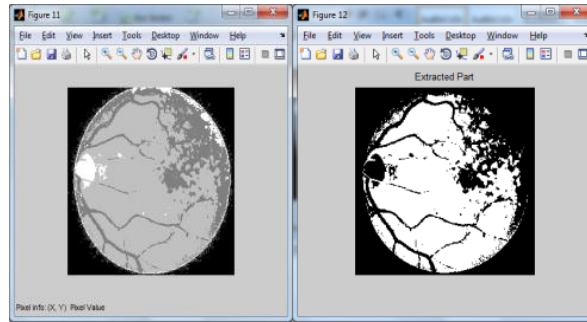 Figure 11
File Edit View Insert Tools Desktop Window Help
Pixel info: (X, Y) Pixel Value
Figure 12
File Edit View Insert Tools Desktop Window Help
Extracted Part